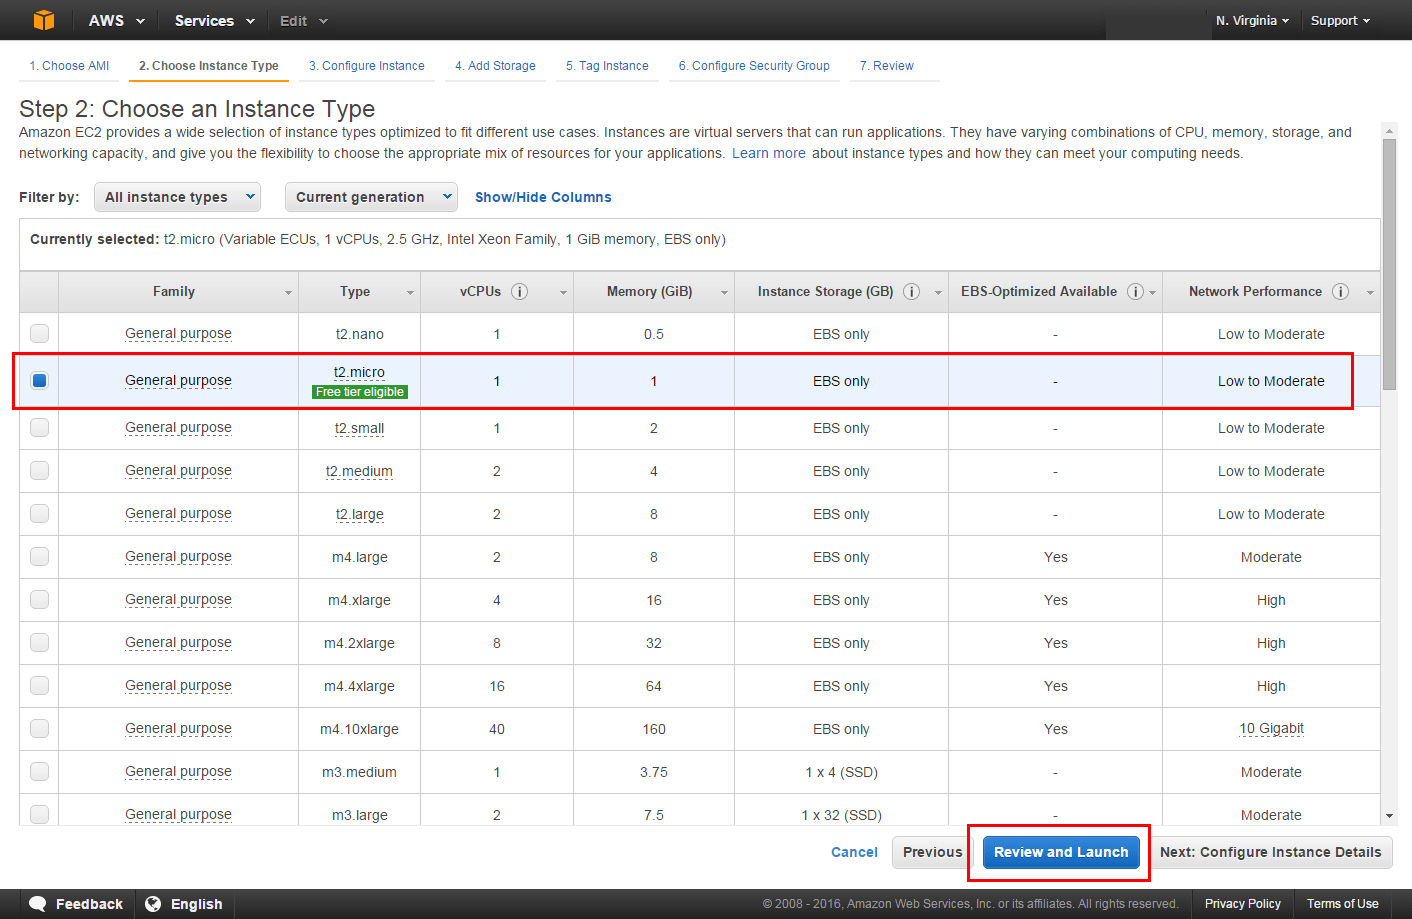 AWS Services Edit N. Virginia Support
1. Choose AMI 2. Choose Instance Type 3. Configure Instance 4. Add Storage 5. Tag Instance 6. Configure Security Group 7. Review
Step 2: Choose an Instance Type
Amazon EC2 provides a wide selection of instance types optimized to fit different use cases. Instances are virtual servers that can run applications. They have varying combinations of CPU, memory, storage, and
networking capacity, and give you the flexibility to choose the appropriate mix of resources for your applications. Learn more about instance types and how they can meet your computing needs.
Filter by: All instance types Current generation Show/Hide Columns
Currently selected: t2.micro (Variable ECUs, 1 vCPUs, 2.5 GHz, Intel Xeon Family, 1 GiB memory, EBS only)
Family Type vCPUs i Memory (GiB) Instance Storage (GB) i EBS-Optimized Available i Network Performance i
General purpose t2.nano 1 0.5 EBS only - Low to Moderate
General purpose t2.micro 1 1 EBS only - Low to Moderate
Free tier eligible
General purpose t2.small 1 2 EBS only - Low to Moderate
General purpose t2.medium 2 4 EBS only - Low to Moderate
General purpose t2.large 2 8 EBS only - Low to Moderate
General purpose m4.large 2 8 EBS only Yes Moderate
General purpose m4.xlarge 4 16 EBS only Yes High
General purpose m4.2xlarge 8 32 EBS only Yes High
General purpose m4.4xlarge 16 64 EBS only Yes High
General purpose m4.10xlarge 40 160 EBS only Yes 10 Gigabit
General purpose m3.medium 1 3.75 1 x 4 (SSD) - Moderate
General purpose m3.large 2 7.5 1 x 32 (SSD) - Moderate
Cancel Previous Review and Launch Next: Configure Instance Details
Feedback English © 2008 - 2016, Amazon Web Services, Inc. or its affiliates. All rights reserved. Privacy Policy Terms of Use